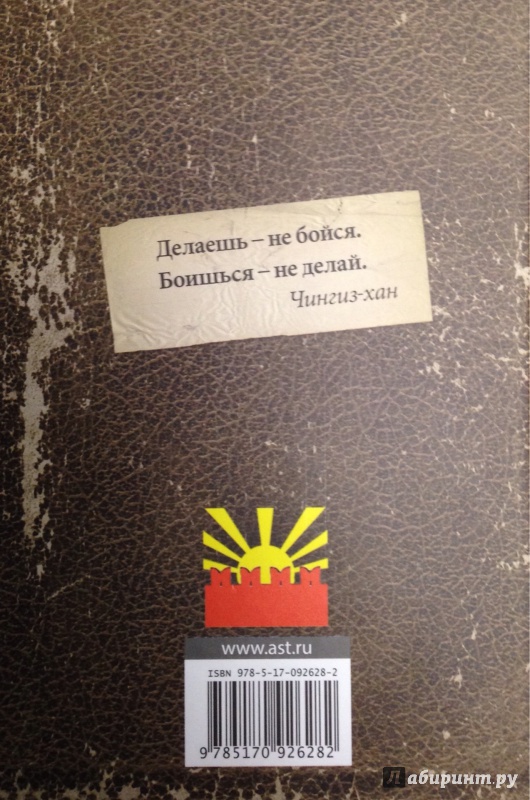 Делаешь – не бойся.
Боишься – не делай.
Чингиз-хан
www.ast.ru
ISBN 978-5-17-092628-2
9 785170 926282
Лабиринт.ру